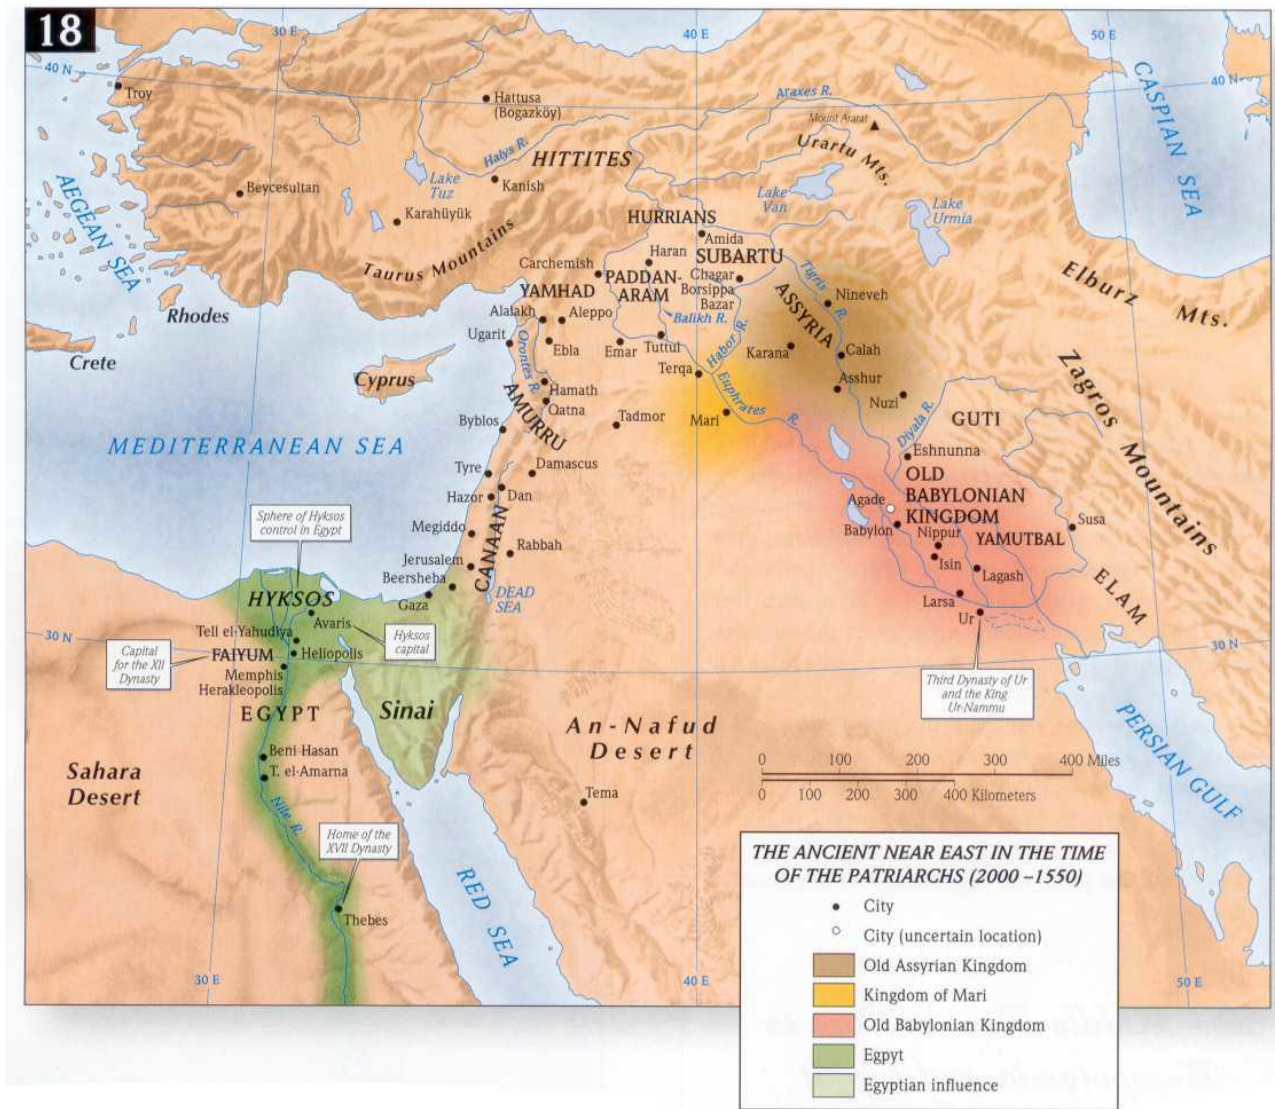 18
30 E
40 E
50 E
40 N
40 N
Troy
Hattusa
(Bogazköy)
Araxes R.
Mount Ararat
Urartu Mts.
CASPIAN SEA
Halys R.
HITTITES
Lake
Tuz
Kanish
Beycesultan
Karahüyük
Lake
Van
Lake
Urmia
AEGEAN SEA
Taurus Mountains
HURRIANS
Amida
Haran
SUBARTU
Carchemish
PADDAN-
ARAM
Chagar
Borsippa
Bazar
Tigris R.
Nineveh
Elburz Mts.
YAMHAD
Alalakh
Aleppo
Balikh R.
ASSYRIA
Rhodes
Ugarit
Orontes R.
Ebla
Emar
Tuttul
Habor R.
Karana
Calah
Crete
Cyprus
Terqa
Asshur
Zagros Mountains
Hamath
Qatna
AMURRU
Euphrates R.
Nuzi
Mari
Tadmor
Byblos
GUTI
Diyala R.
MEDITERRANEAN SEA
Eshnunna
Tyre
Damascus
OLD
BABYLONIAN
KINGDOM
Hazor
Dan
Agade
Babylon
Susa
Sphere of Hyksos
control in Egypt
Megiddo
CANAAN
Nippur
YAMUTBAL
Rabbah
Jerusalem
Isin
Lagash
Beersheba
ELAM
HYKSOS
Gaza
DEAD
SEA
Larsa
Avaris
Ur
30 N
Tell el-Yahudiya
Hyksos
capital
30 N
Capital
for the XII
Dynasty
FAIYUM
Heliopolis
Memphis
Herakleopolis
Third Dynasty of Ur
and the King
Ur-Nammu
EGYPT
Sinai
An-Nafud
Desert
PERSIAN GULF
Beni-Hasan
T. el-Amarna
Sahara
Desert
Tema
0 100 200 300 400 Miles
0 100 200 300 400 Kilometers
Nile R.
Home of the
XVII Dynasty
RED SEA
Thebes
THE ANCIENT NEAR EAST IN THE TIME
OF THE PATRIARCHS (2000 –1550)
City
City (uncertain location)
Old Assyrian Kingdom
Kingdom of Mari
Old Babylonian Kingdom
Egpyt
Egyptian influence
30 E
40 E
50 E